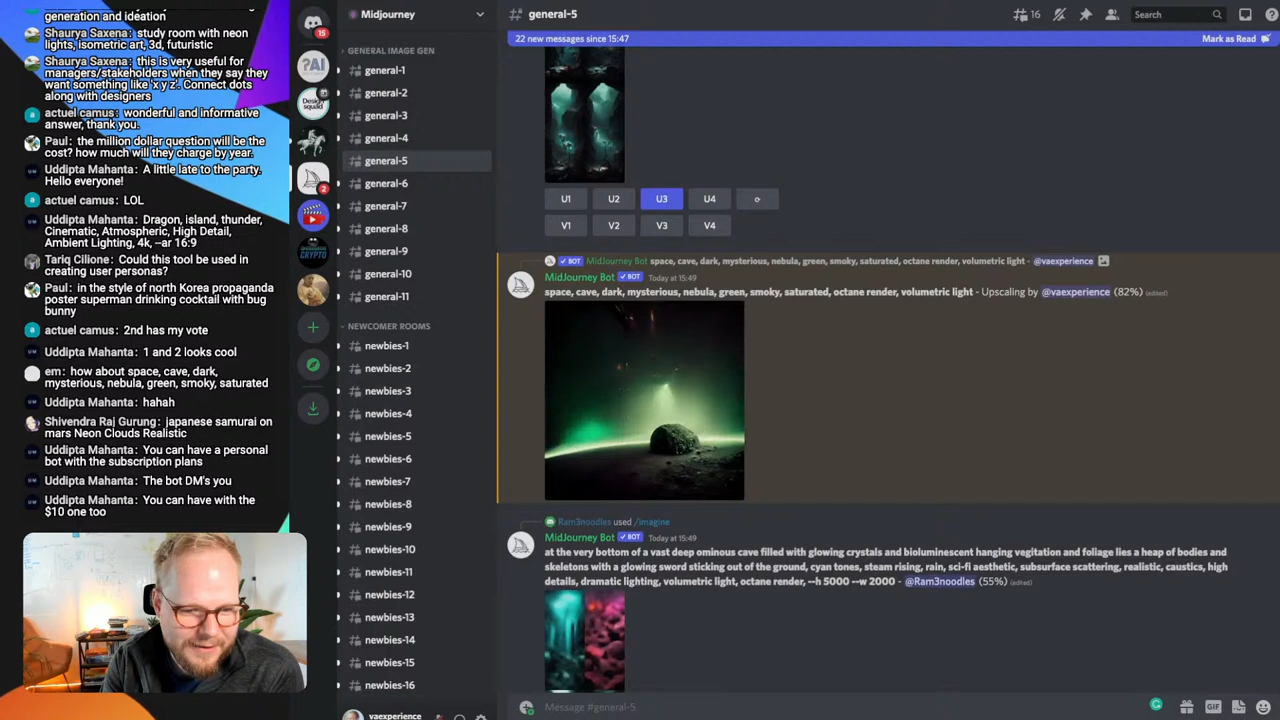 generation and ideation
Shaurya Saxena: study room with neon
lights, isometric art, 3d, futuristic
Shaurya Saxena: this is very useful for
managers/stakeholders when they say they
want something like 'x y z'. Connect dots
along with designers
actuel camus: wonderful and informative
answer, thank you.
Paul: the million dollar question will be the
cost? how much will they charge by year.
Uddipta Mahanta: A little late to the party.
Hello everyone!
actuel camus: LOL
Uddipta Mahanta: Dragon, island, thunder,
Cinematic, Atmospheric, High Detail,
Ambient Lighting, 4k, --ar 16:9
Tariq Cilione: Could this tool be used in
creating user personas?
Paul: in the style of north Korea propaganda
poster superman drinking cocktail with bug
bunny
actuel camus: 2nd has my vote
Uddipta Mahanta: 1 and 2 looks cool
em: how about space, cave, dark,
mysterious, nebula, green, smoky, saturated
Uddipta Mahanta: hahah
Shivendra Raj Gurung: japanese samurai on
mars Neon Clouds Realistic
Uddipta Mahanta: You can have a personal
bot with the subscription plans
Uddipta Mahanta: The bot DM's you
Uddipta Mahanta: You can have with the
$10 one too
15
PAI
Design
squad
2
CRYPTO
Midjourney
GENERAL IMAGE GEN
general-1
general-2
general-3
general-4
general-5
general-6
general-7
general-8
general-9
general-10
general-11
NEWCOMER ROOMS
newbies-1
newbies-2
newbies-3
newbies-4
newbies-5
newbies-6
newbies-7
newbies-8
newbies-9
newbies-10
newbies-11
newbies-12
newbies-13
newbies-14
newbies-15
newbies-16
vaexperience
general-5
16
Search
22 new messages since 15:47
Mark as Read
U1 U2 U3 U4
V1 V2 V3 V4
BOT MidJourney Bot space, cave, dark, mysterious, nebula, green, smoky, saturated, octane render, volumetric light - @vaexperience
MidJourney Bot BOT Today at 15:49
space, cave, dark, mysterious, nebula, green, smoky, saturated, octane render, volumetric light - Upscaling by @vaexperience (82%) (edited)
Ram3noodles used /imagine
MidJourney Bot BOT Today at 15:49
at the very bottom of a vast deep ominous cave filled with glowing crystals and bioluminescent hanging vegitation and foliage lies a heap of bodies and
skeletons with a glowing sword sticking out of the ground, cyan tones, steam rising, rain, sci-fi aesthetic, subsurface scattering, realistic, caustics, high
details, dramatic lighting, volumetric light, octane render, --h 5000 --w 2000 - @Ram3noodles (55%) (edited)
Message #general-5
GIF